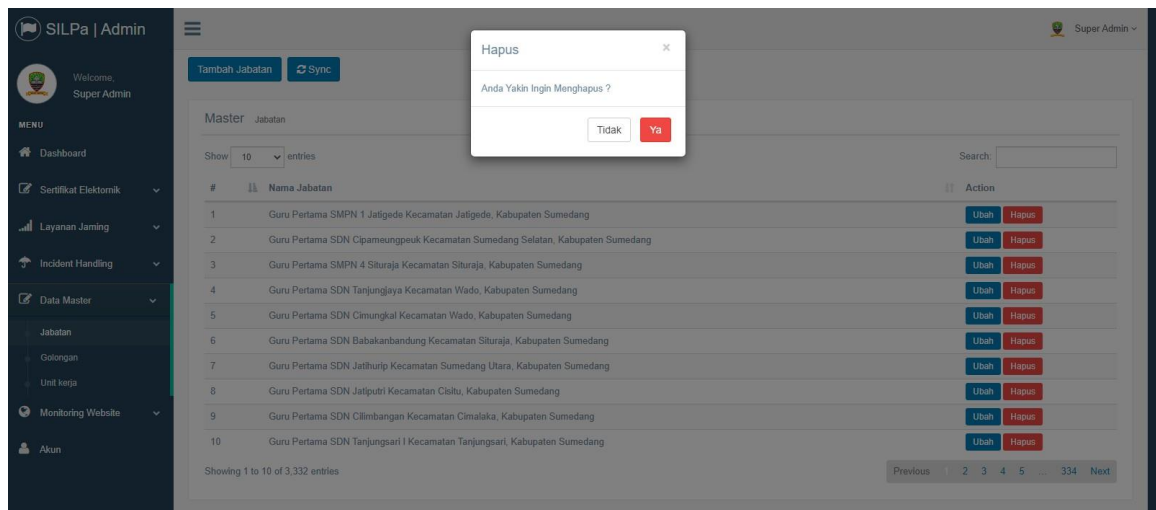 SILPa | Admin
Super Admin
Welcome,
Super Admin
MENU
Dashboard
Sertifikat Elektornik
Layanan Jaming
Incident Handling
Data Master
Jabatan
Golongan
Unit kerja
Monitoring Website
Akun
Tambah Jabatan Sync
Hapus ×
Anda Yakin Ingin Menghapus ?
Tidak Ya
Master Jabatan
Show 10 entries Search:
# Nama Jabatan Action
1 Guru Pertama SMPN 1 Jatigede Kecamatan Jatigede, Kabupaten Sumedang Ubah Hapus
2 Guru Pertama SDN Cipameungpeuk Kecamatan Sumedang Selatan, Kabupaten Sumedang Ubah Hapus
3 Guru Pertama SMPN 4 Situraja Kecamatan Situraja, Kabupaten Sumedang Ubah Hapus
4 Guru Pertama SDN Tanjungjaya Kecamatan Wado, Kabupaten Sumedang Ubah Hapus
5 Guru Pertama SDN Cimungkal Kecamatan Wado, Kabupaten Sumedang Ubah Hapus
6 Guru Pertama SDN Babakanbandung Kecamatan Situraja, Kabupaten Sumedang Ubah Hapus
7 Guru Pertama SDN Jatihurip Kecamatan Sumedang Utara, Kabupaten Sumedang Ubah Hapus
8 Guru Pertama SDN Jatiputri Kecamatan Cisitu, Kabupaten Sumedang Ubah Hapus
9 Guru Pertama SDN Cilimbangan Kecamatan Cimalaka, Kabupaten Sumedang Ubah Hapus
10 Guru Pertama SDN Tanjungsari I Kecamatan Tanjungsari, Kabupaten Sumedang Ubah Hapus
Showing 1 to 10 of 3,332 entries Previous 1 2 3 4 5 ... 334 Next